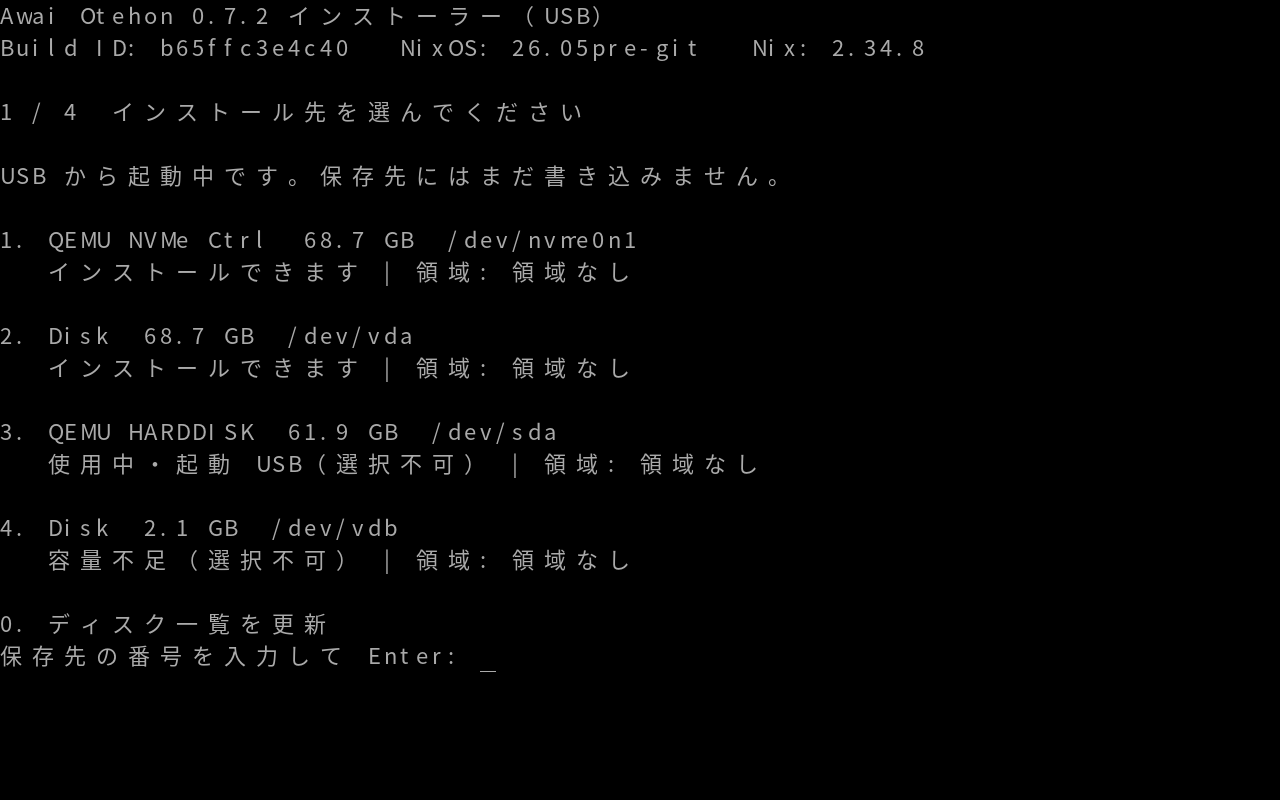 Awai Otehon 0.7.2 インストーラー（USB）
Build ID: b65ffc3e4c40   NixOS: 26.05pre-git   Nix: 2.34.8
1 / 4  インストール先を選んでください
USB から起動中です。保存先にはまだ書き込みません。
1. QEMU NVMe Ctrl  68.7 GB  /dev/nvme0n1
インストールできます | 領域: 領域なし
2. Disk  68.7 GB  /dev/vda
インストールできます | 領域: 領域なし
3. QEMU HARDDISK  61.9 GB  /dev/sda
使用中・起動 USB（選択不可） | 領域: 領域なし
4. Disk  2.1 GB  /dev/vdb
容量不足（選択不可） | 領域: 領域なし
0. ディスク一覧を更新
保存先の番号を入力して Enter: _